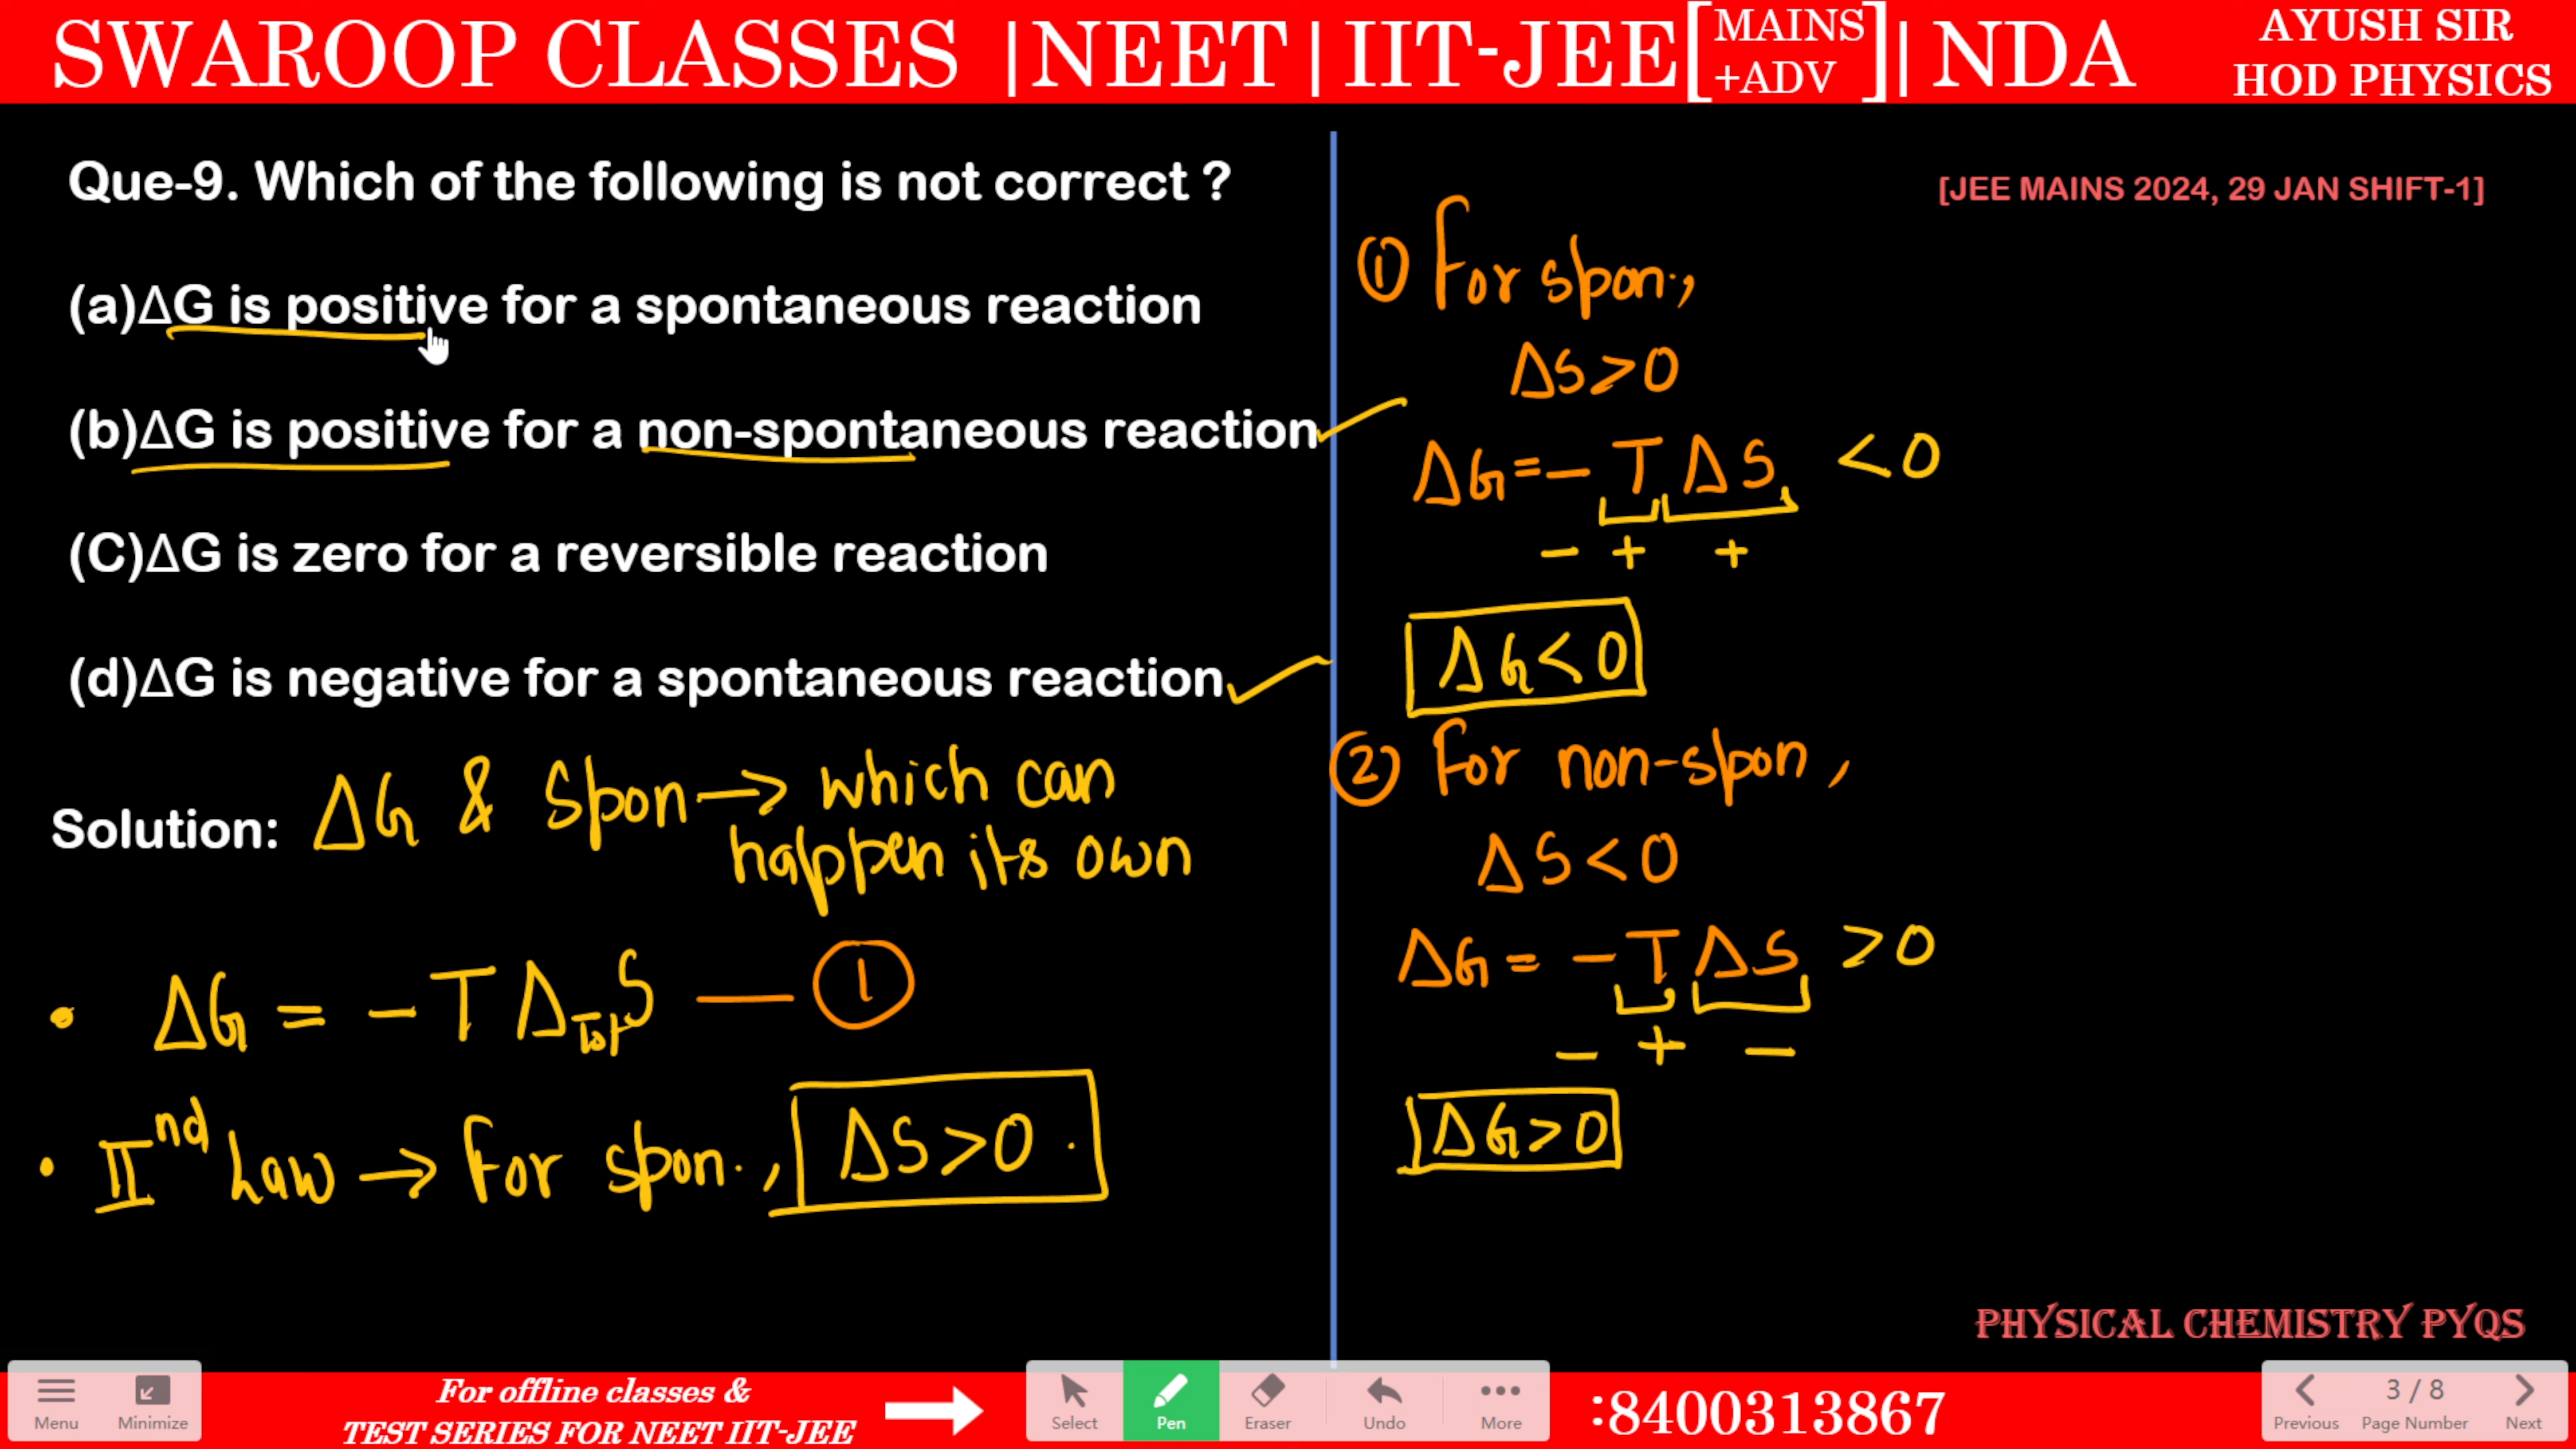 SWAROOP CLASSES |NEET| IIT-JEE[MAINS +ADV]| NDA
AYUSH SIR
HOD PHYSICS
Que-9. Which of the following is not correct ?
[JEE MAINS 2024, 29 JAN SHIFT-1]
(a)ΔG is positive for a spontaneous reaction
(b)ΔG is positive for a non-spontaneous reaction
(C)ΔG is zero for a reversible reaction
(d)ΔG is negative for a spontaneous reaction
Solution: ΔG & Spon → which can
happen its own
• ΔG = - T Δ_Tot S — ①
• IInd Law → For spon., ΔS > 0 .
① For spon.,
ΔS > 0
ΔG = - T ΔS < 0
- + +
ΔG < 0
② For non-spon,
ΔS < 0
ΔG = - T ΔS > 0
- + -
ΔG > 0
PHYSICAL CHEMISTRY PYQS
Menu
Minimize
For offline classes &
TEST SERIES FOR NEET IIT-JEE
Select
Pen
Eraser
Undo
More
:8400313867
Previous
3 / 8
Page Number
Next